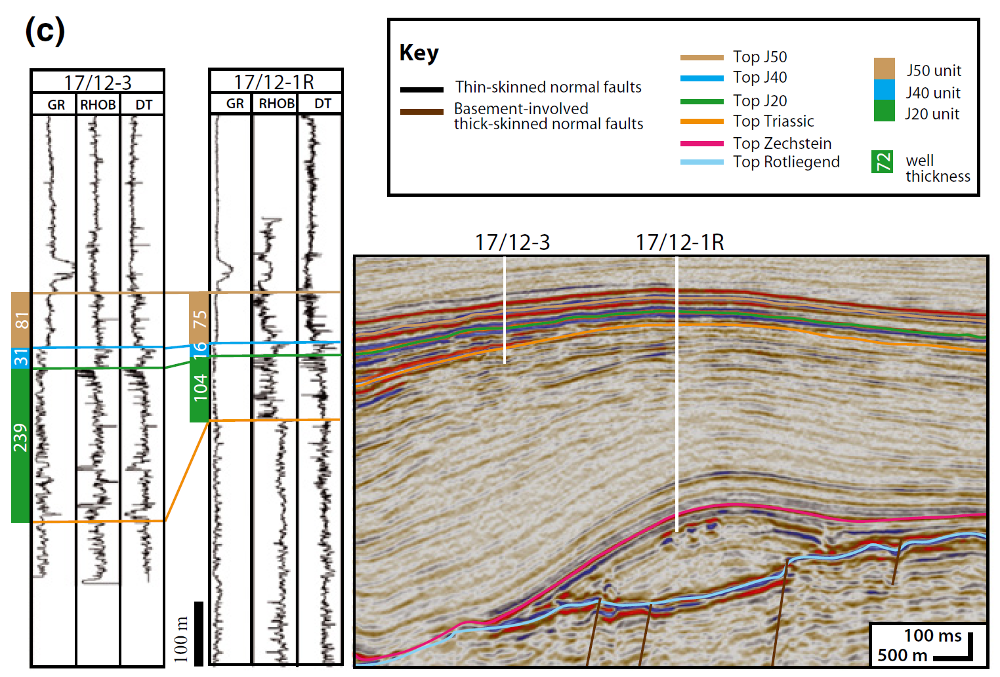 (c)
17/12-3
GR RHOB DT
17/12-1R
GR RHOB DT
81
31
239
75
16
104
100 m
Key
Thin-skinned normal faults
Basement-involved
thick-skinned normal faults
Top J50
Top J40
Top J20
Top Triassic
Top Zechstein
Top Rotliegend
J50 unit
J40 unit
J20 unit
72
well
thickness
17/12-3
17/12-1R
100 ms
500 m